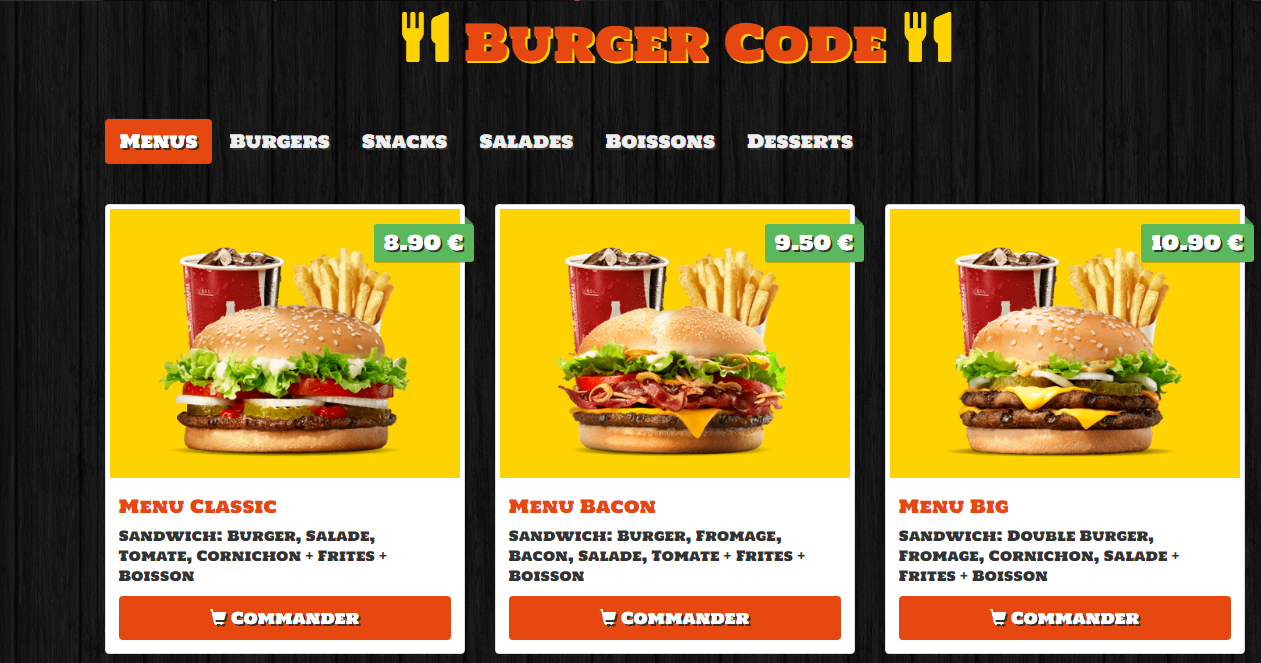 Burger Code
Menus
Burgers
Snacks
Salades
Boissons
Desserts
8.90 €
9.50 €
10.90 €
Menu Classic
Sandwich: Burger, Salade,
Tomate, Cornichon + Frites +
Boisson
Commander
Menu Bacon
Sandwich: Burger, Fromage,
Bacon, Salade, Tomate + Frites +
Boisson
Commander
Menu Big
Sandwich: Double Burger,
Fromage, Cornichon, Salade +
Frites + Boisson
Commander